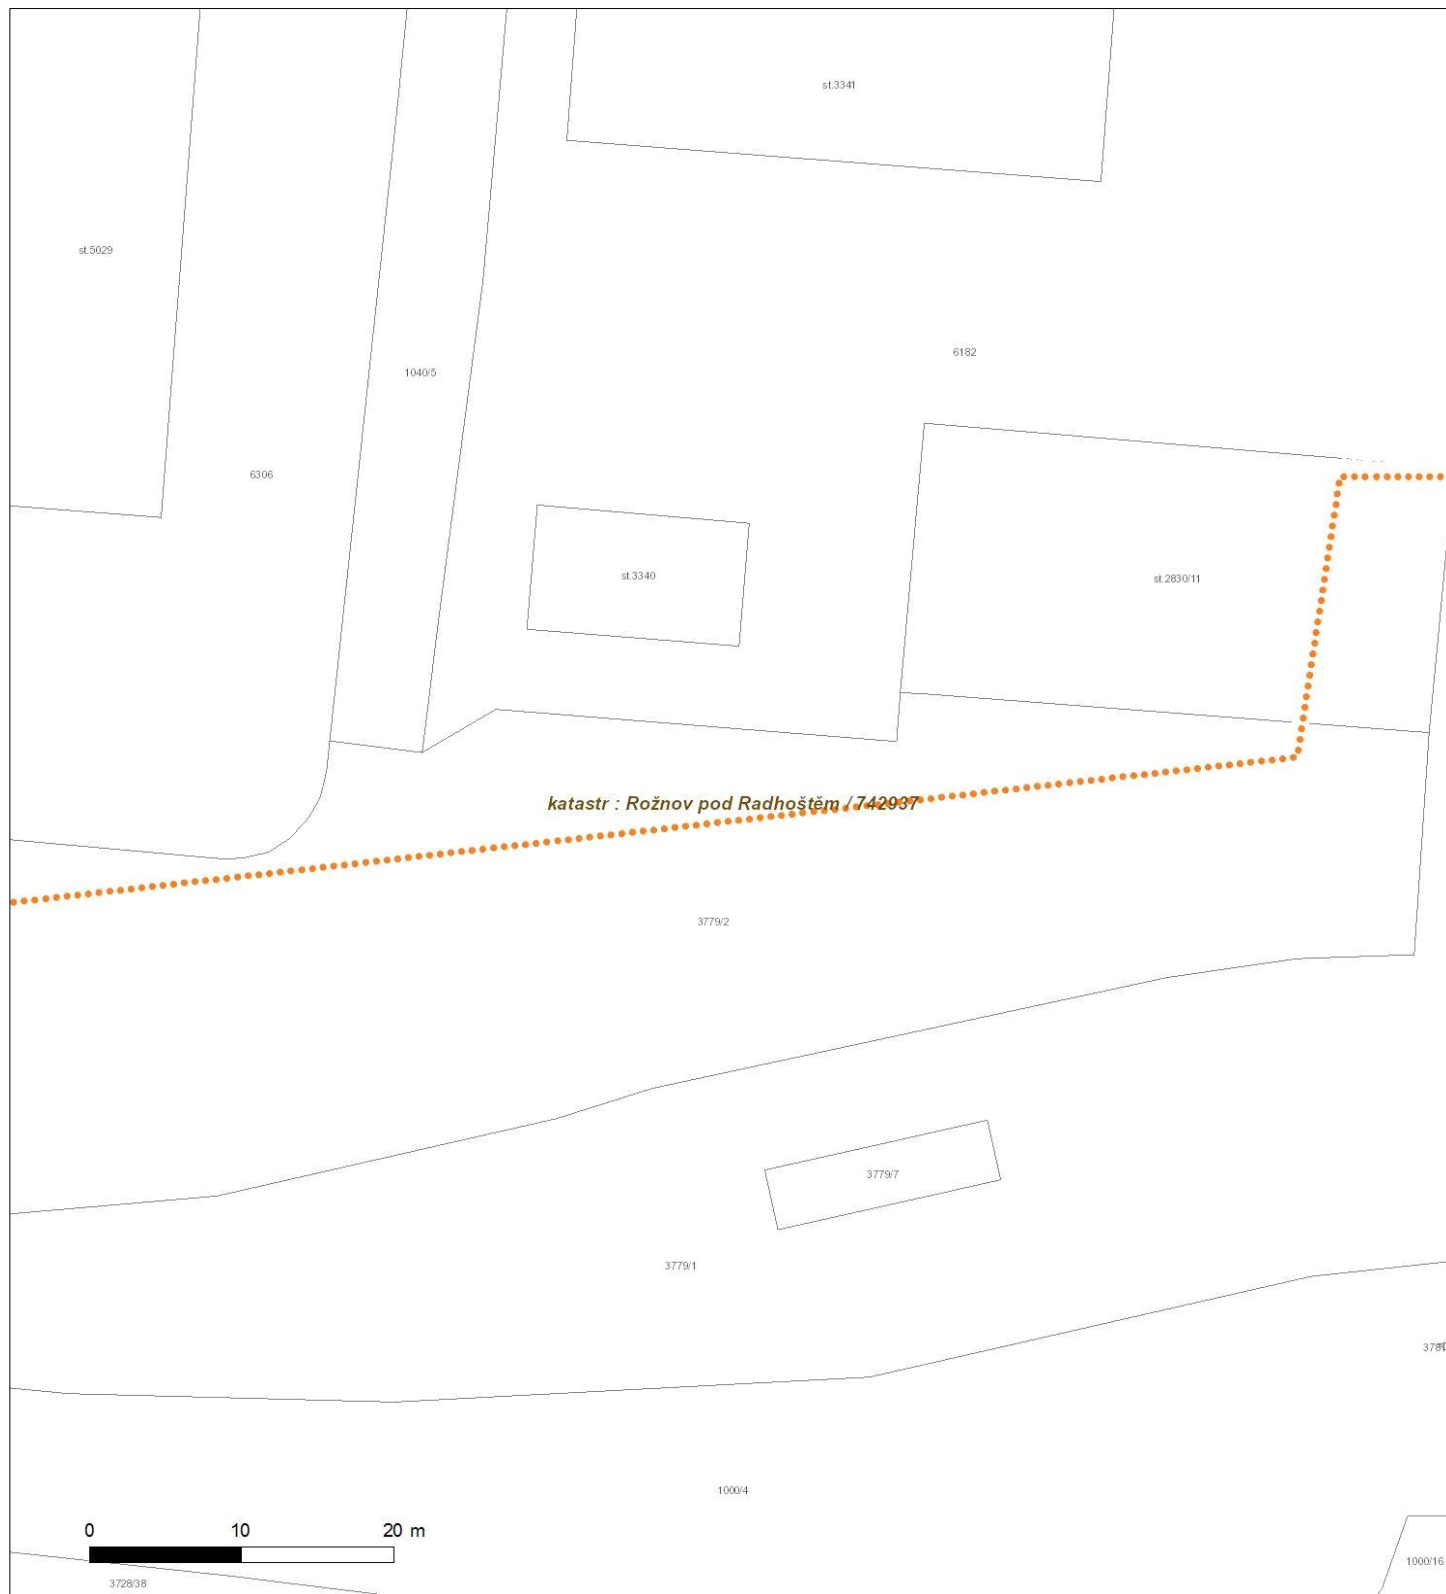 st.3341
st.5029
6182
1040/5
6306
st.3340
st.2830/11
katastr : Rožnov pod Radhoštěm / 742937
3779/2
3779/7
3779/1
1000/4
0 10 20 m
1000/16
3728/38